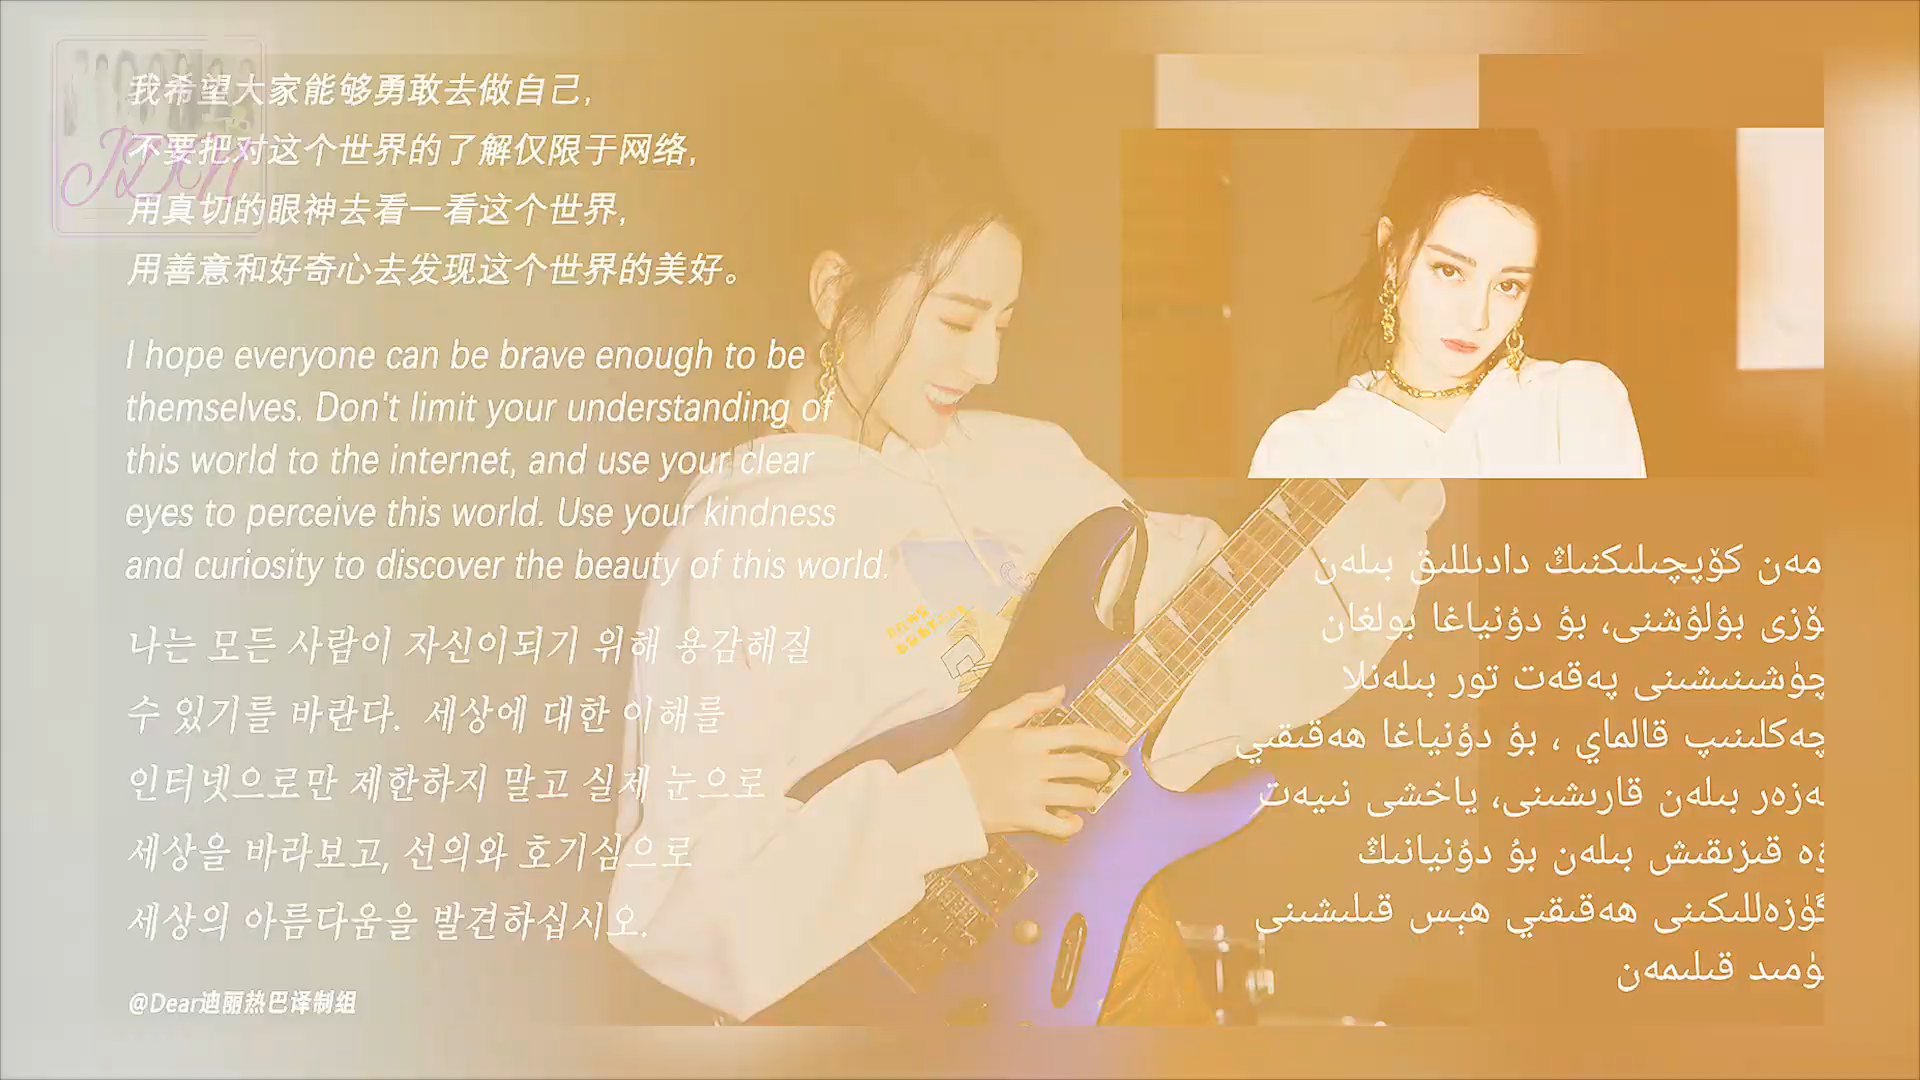 我希望大家能够勇敢去做自己,
不要把对这个世界的了解仅限于网络,
用真切的眼神去看一看这个世界,
用善意和好奇心去发现这个世界的美好。
I hope everyone can be brave enough to be
themselves. Don't limit your understanding of
this world to the internet, and use your clear
eyes to perceive this world. Use your kindness
and curiosity to discover the beauty of this world.
나는 모든 사람이 자신이되기 위해 용감해질
수 있기를 바란다. 세상에 대한 이해를
인터넷으로만 제한하지 말고 실제 눈으로
세상을 바라보고, 선의와 호기심으로
세상의 아름다움을 발견하십시오.
@Dear迪丽热巴译制组
مەن كۆپچىلىكنىڭ دادىللىق بىلەن
بۇلۇشنى، بۇ دۇنياغا بولغان
پەقەت تور بىلەنلا
چەكلىنىپ قالماي ، بۇ دۇنياغا ھەقىقىي
بىلەن قارىشىنى، ياخشى نىيەت
قىزىقىش بىلەن بۇ دۇنيانىڭ
گۈزەللىكىنى ھەقىقىي ھېس قىلىشىنى
قىلىمەن